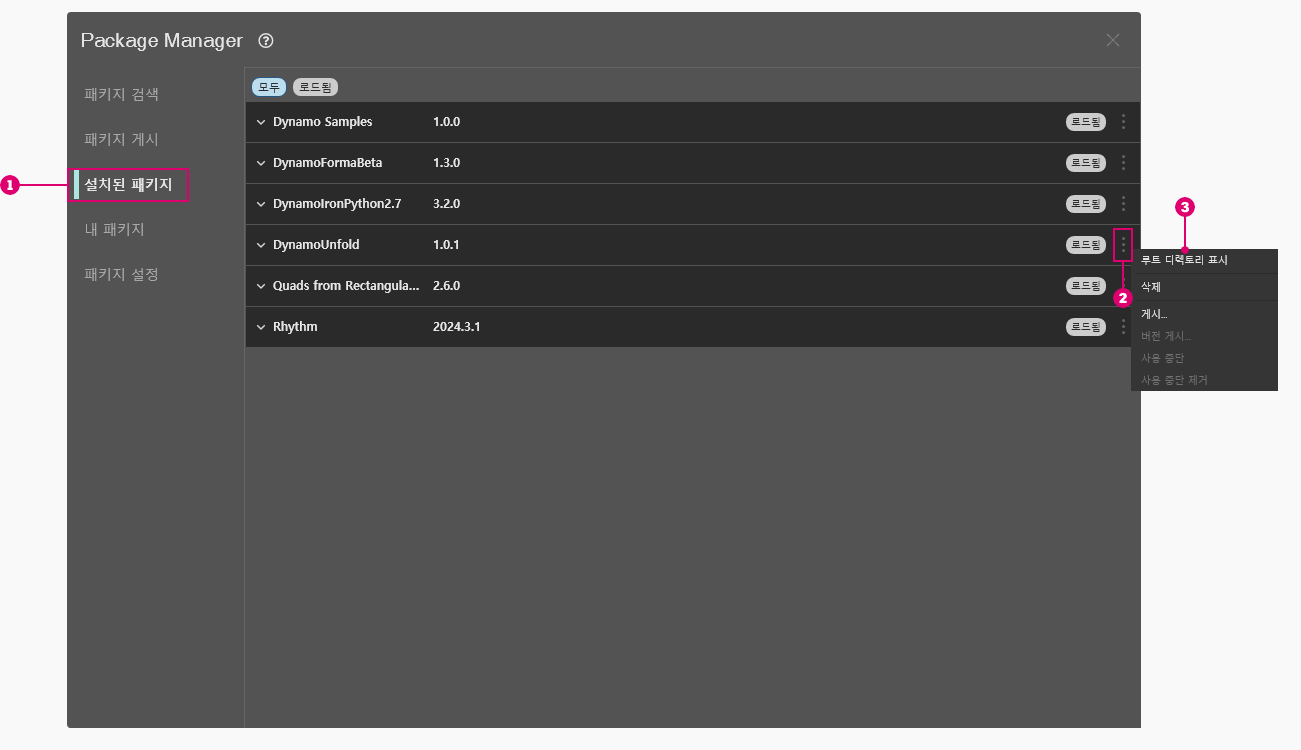 Package Manager ?
패키지 검색
패키지 게시
설치된 패키지
내 패키지
패키지 설정
모두 로드됨
Dynamo Samples 1.0.0 로드됨
DynamoFormaBeta 1.3.0 로드됨
DynamoIronPython2.7 3.2.0 로드됨
DynamoUnfold 1.0.1 로드됨
Quads from Rectangula... 2.6.0 로드됨
Rhythm 2024.3.1 로드됨
1
2
3
루트 디렉토리 표시
삭제
게시...
버전 게시...
사용 중단
사용 중단 제거